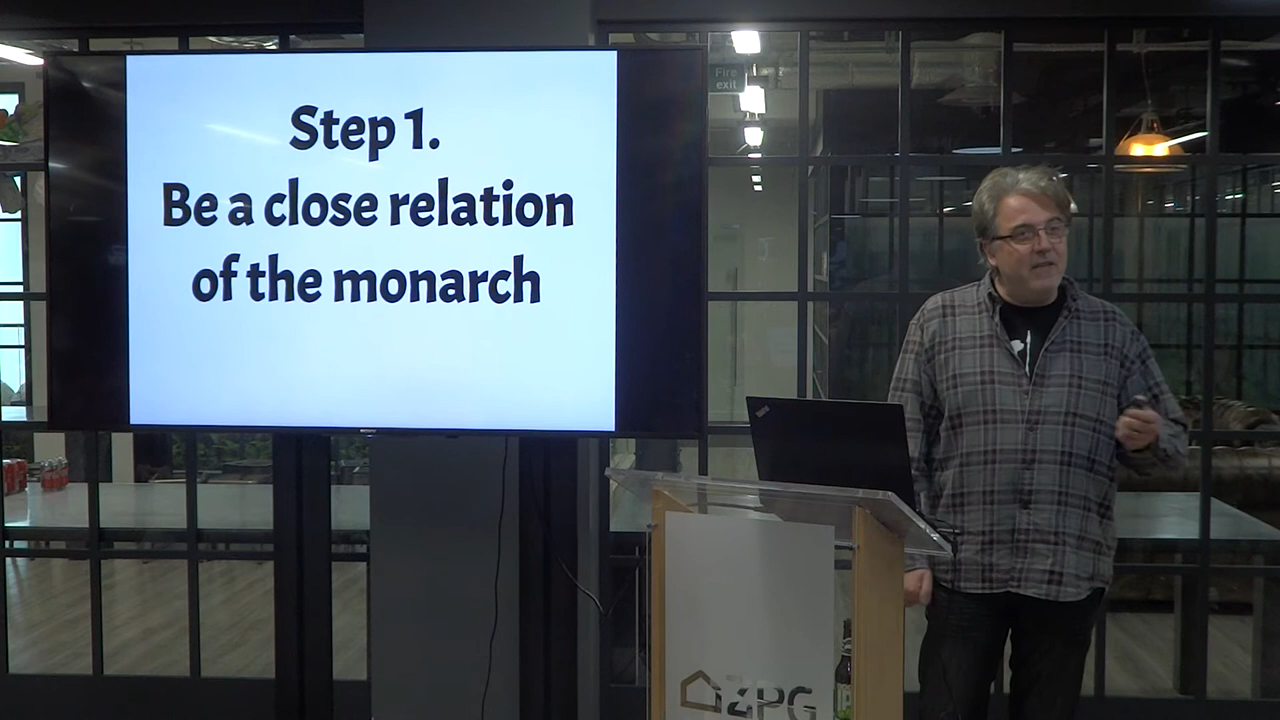 Step 1.
Be a close relation
of the monarch
Fire
exit
ZPG